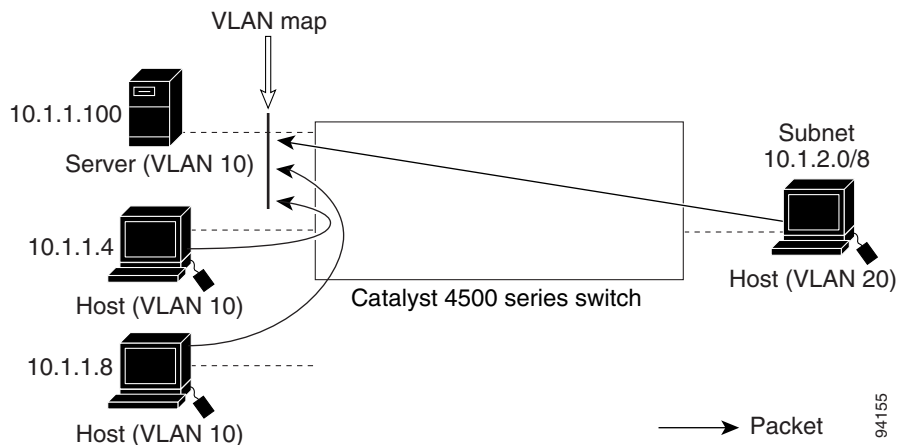 VLAN map
10.1.1.100
Server (VLAN 10)
Subnet
10.1.2.0/8
10.1.1.4
Host (VLAN 10)
Host (VLAN 20)
Catalyst 4500 series switch
10.1.1.8
Host (VLAN 10)
Packet
94155